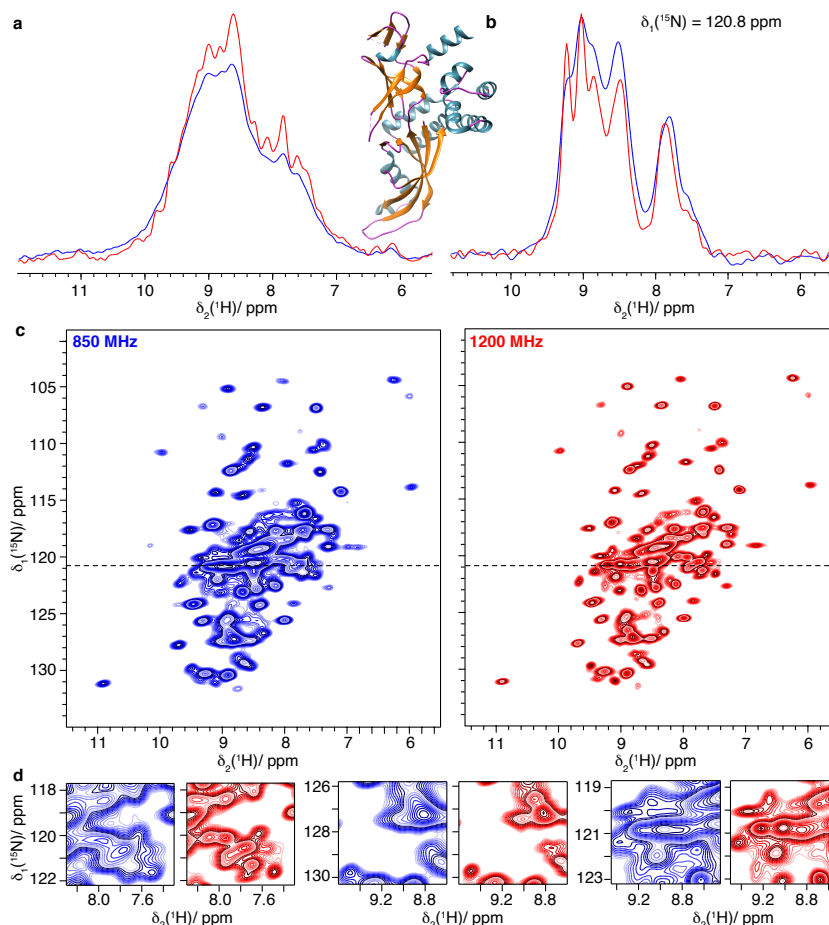 a
b
δ₁(¹⁵N) = 120.8 ppm
11 10 9 8 7 6
δ₂(¹H)/ ppm
10 9 8 7 6
δ₂(¹H)/ ppm
c
850 MHz
1200 MHz
δ₁(¹⁵N)/ ppm
105
110
115
120
125
130
11 10 9 8 7 6
δ₂(¹H)/ ppm
11 10 9 8 7 6
δ₂(¹H)/ ppm
d
δ₁(¹⁵N)/ ppm
118
120
122
8.0 7.6
8.0 7.6
δ₂(¹H)/ ppm
126
128
130
9.2 8.8
9.2 8.8
δ₂(¹H)/ ppm
119
121
123
9.2 8.8
9.2 8.8
δ₂(¹H)/ ppm